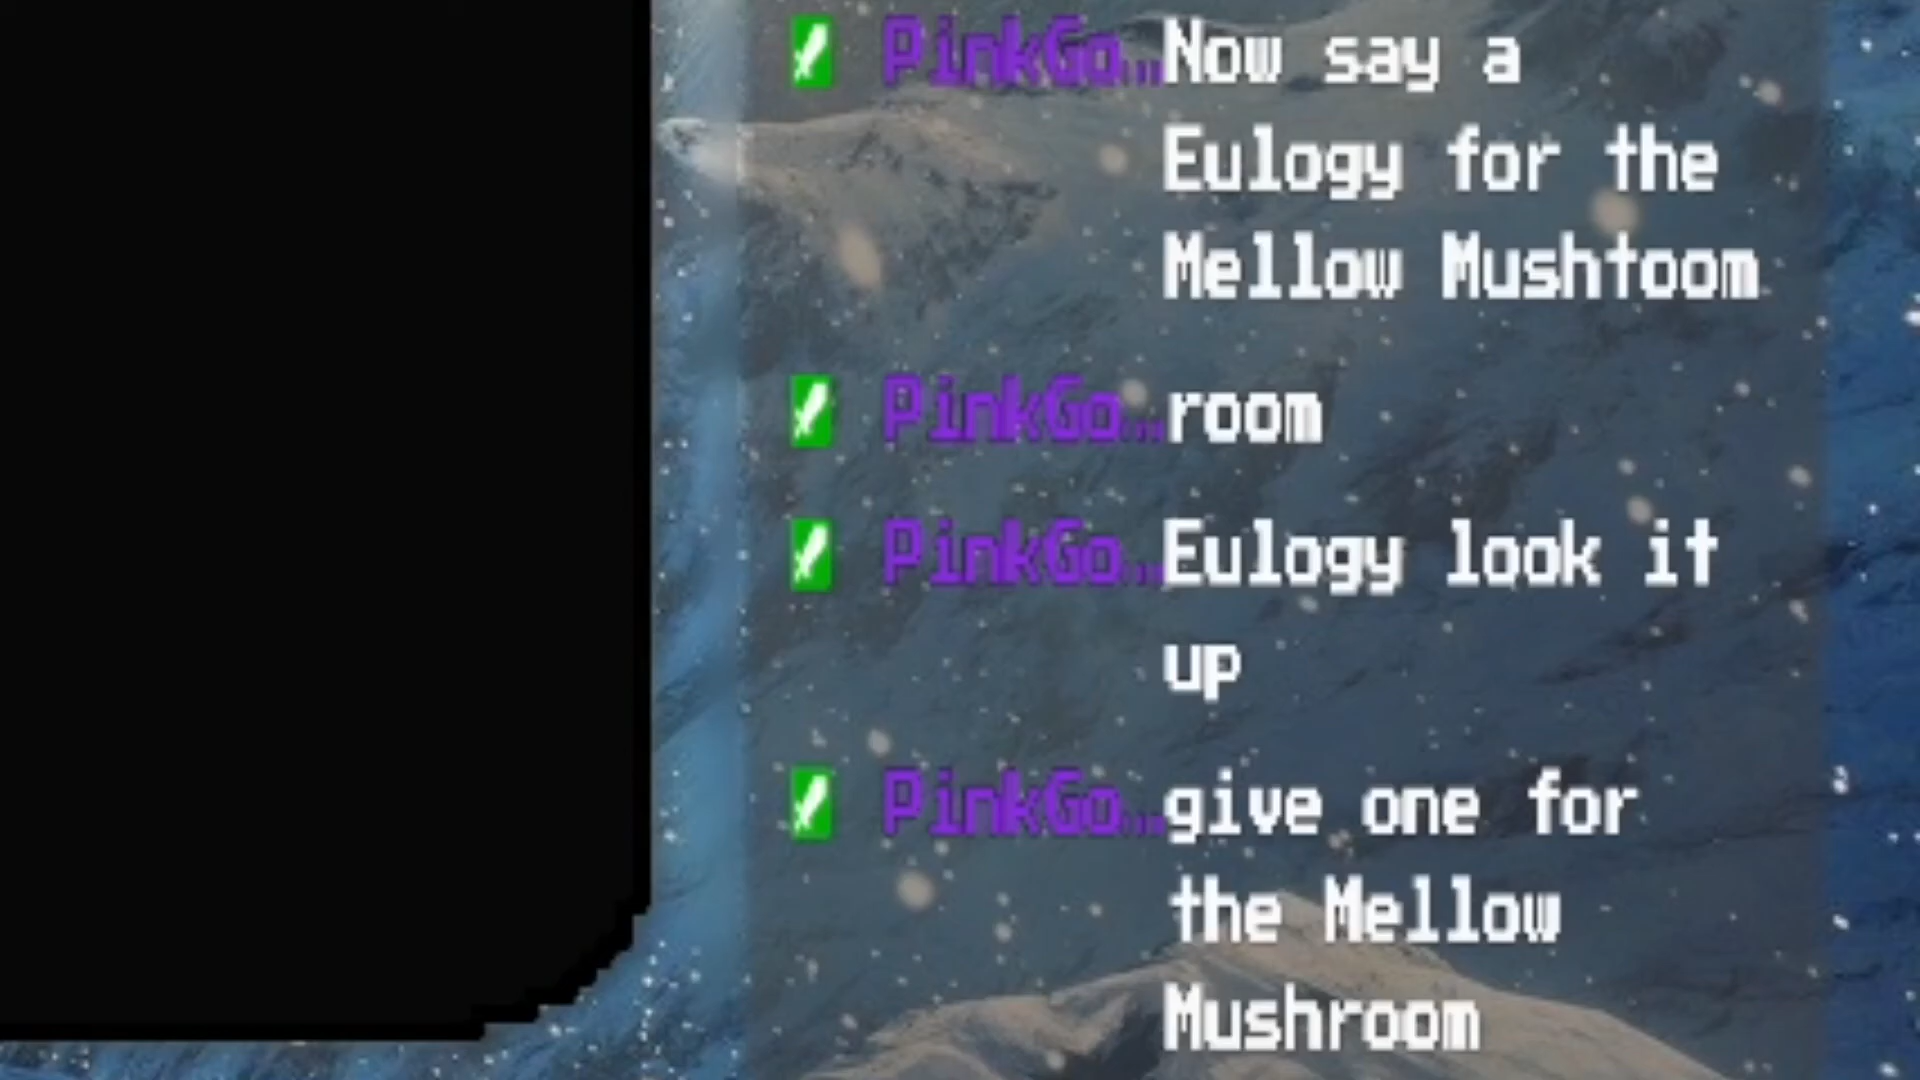 PinkGo…Now say a
Eulogy for the
Mellow Mushtoom
PinkGo…room
PinkGo…Eulogy look it
up
PinkGo…give one for
the Mellow
Mushroom